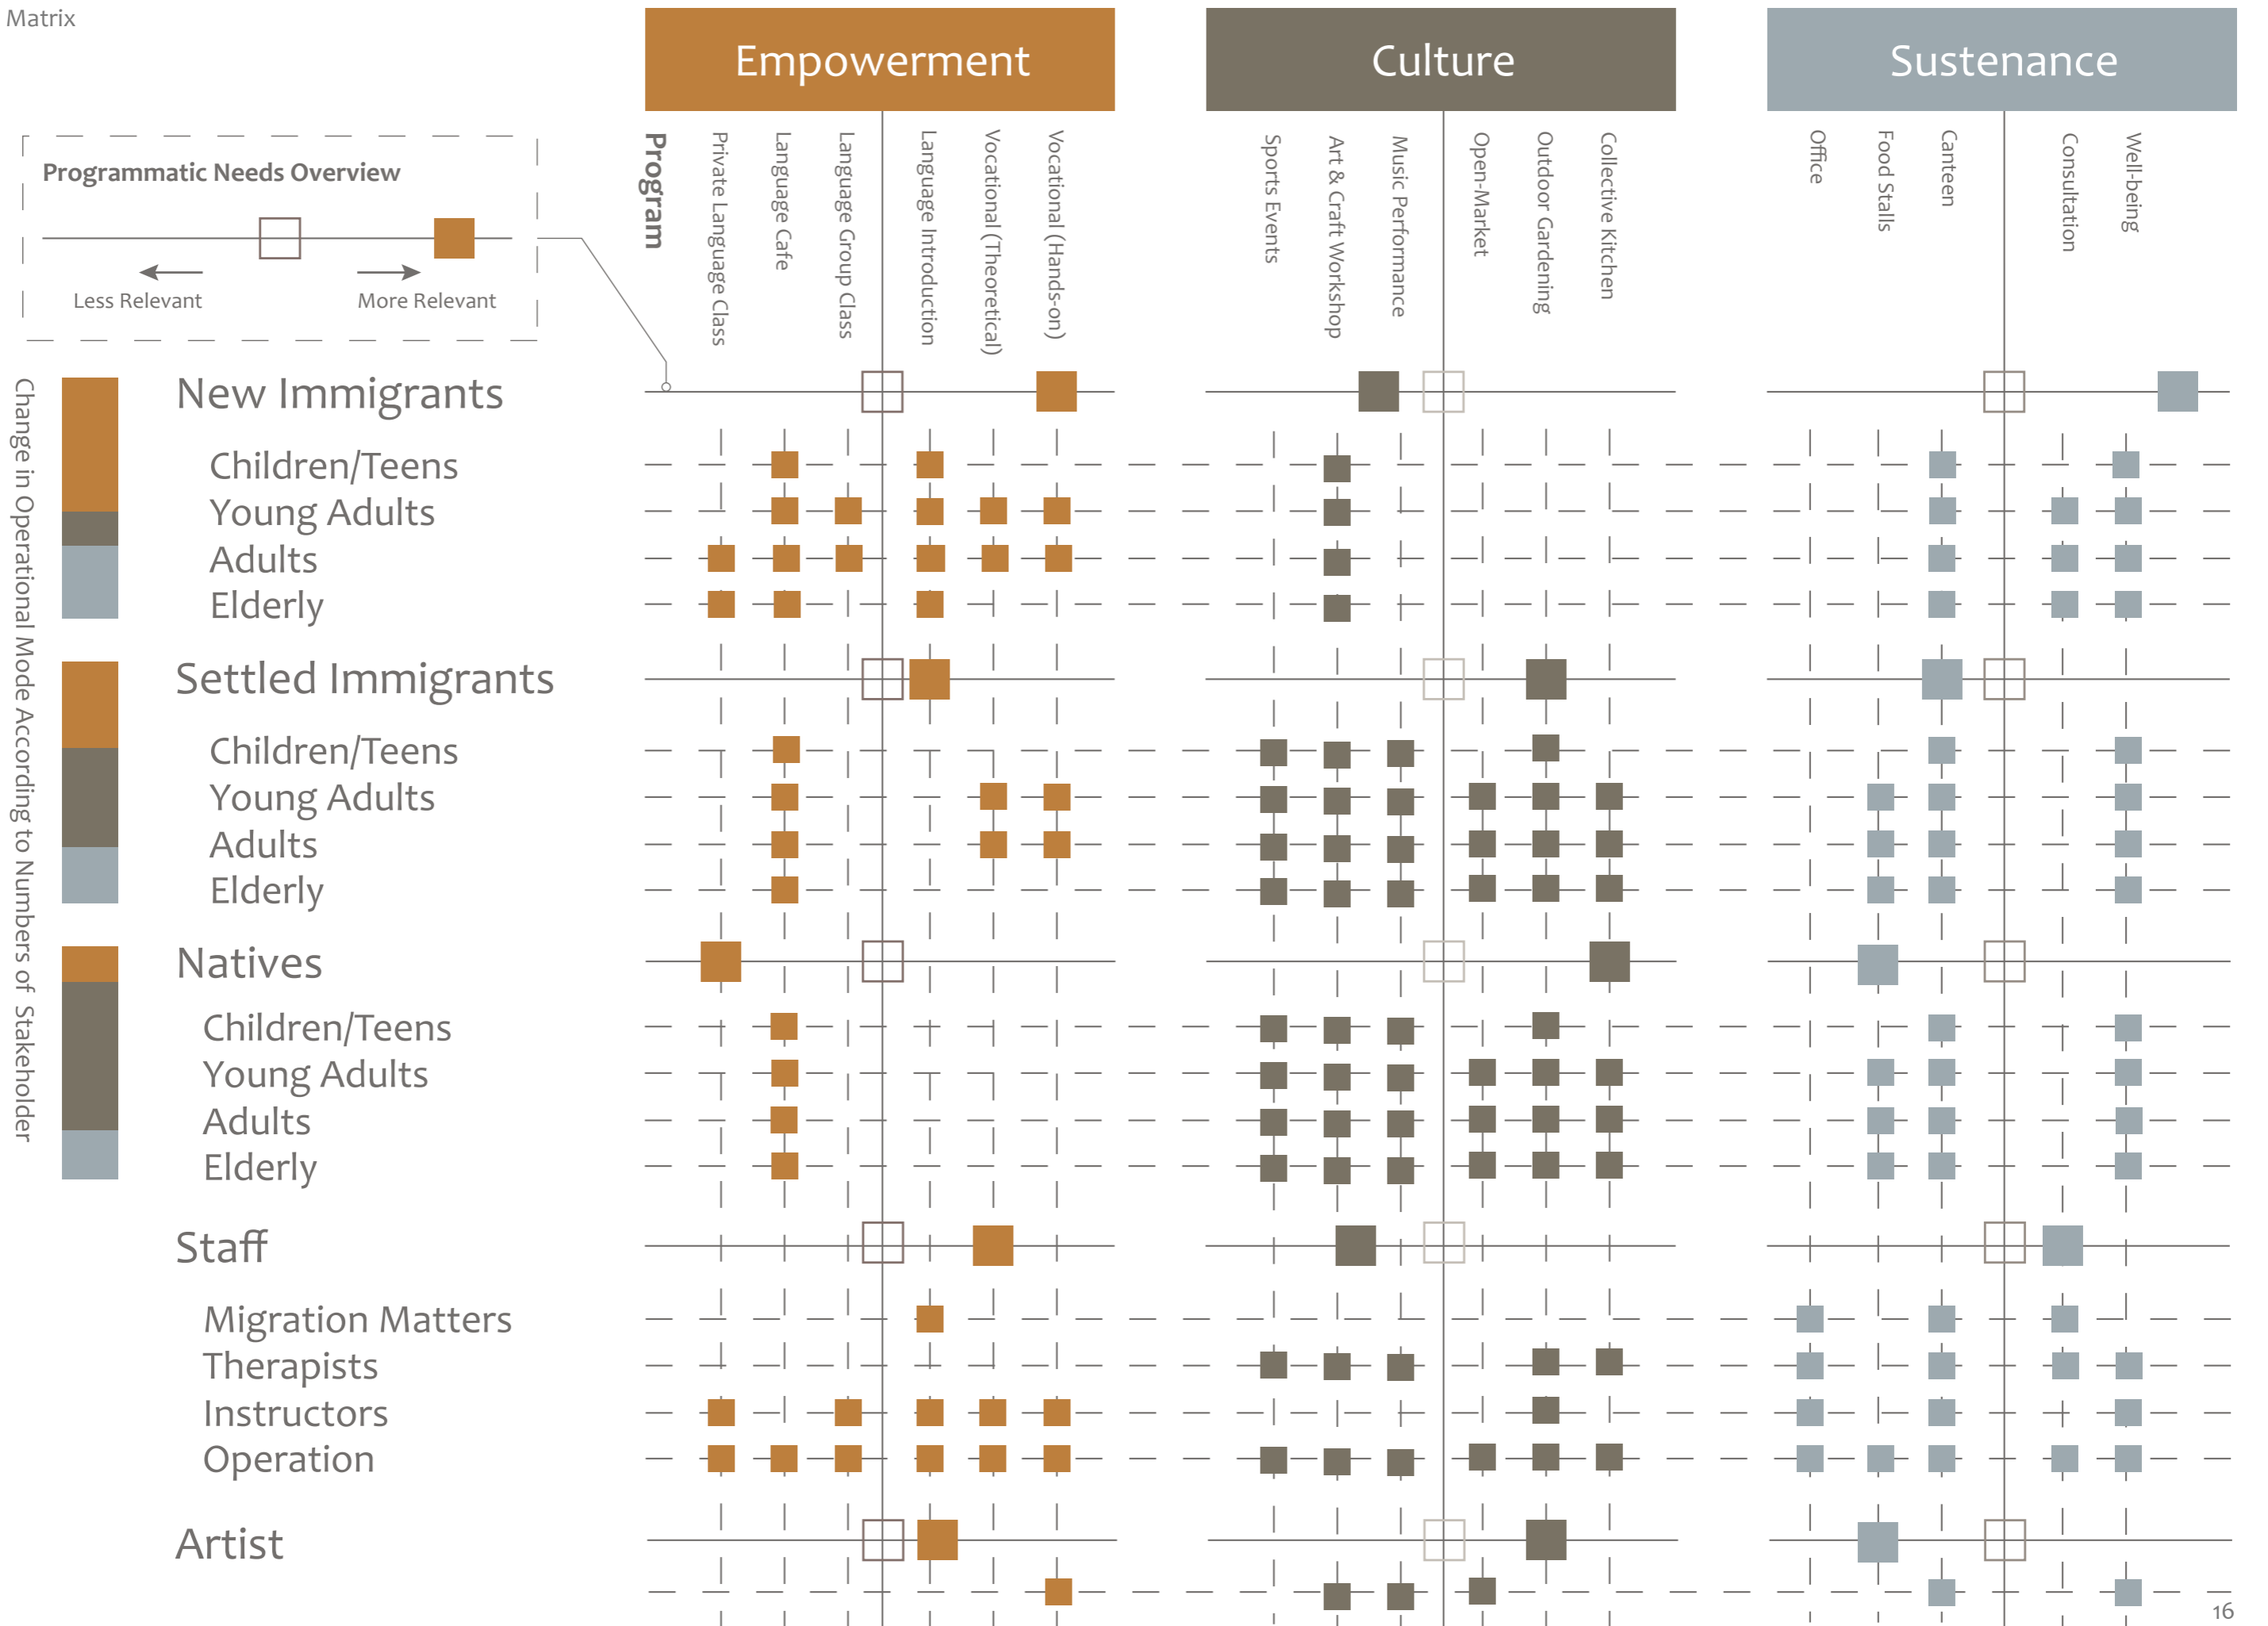 Matrix
Empowerment
Culture
Sustenance
Programmatic Needs Overview
Less Relevant
More Relevant
Program
Private Language Class
Language Cafe
Language Group Class
Language Introduction
Vocational (Theoretical)
Vocational (Hands-on)
Sports Events
Art & Craft Workshop
Music Performance
Open-Market
Outdoor Gardening
Collective Kitchen
Office
Food Stalls
Canteen
Consultation
Well-being
Change in Operational Mode According to Numbers of Stakeholder
New Immigrants
Children/Teens
Young Adults
Adults
Elderly
Settled Immigrants
Children/Teens
Young Adults
Adults
Elderly
Natives
Children/Teens
Young Adults
Adults
Elderly
Staff
Migration Matters
Therapists
Instructors
Operation
Artist
16